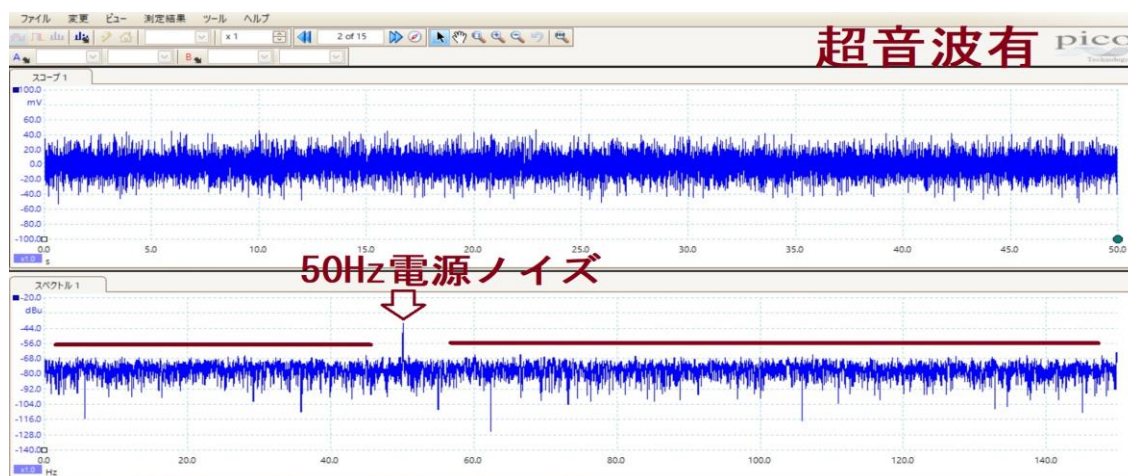 ファイル 変更 ビュー 測定結果 ツール ヘルプ
x 1 2 of 15
超音波有
pico
Technology
A B
スコープ 1
100.0
mV
60.0
40.0
20.0
0.0
-20.0
-40.0
-60.0
-80.0
-100.0
0.0 5.0 10.0 15.0 20.0 25.0 30.0 35.0 40.0 45.0 50.0
x1.0 s
50Hz電源ノイズ
スペクトル 1
-20.0
dBu
-44.0
-56.0
-68.0
-80.0
-92.0
-104.0
-116.0
-128.0
-140.0
0.0 20.0 40.0 60.0 80.0 100.0 120.0 140.0
x1.0 Hz